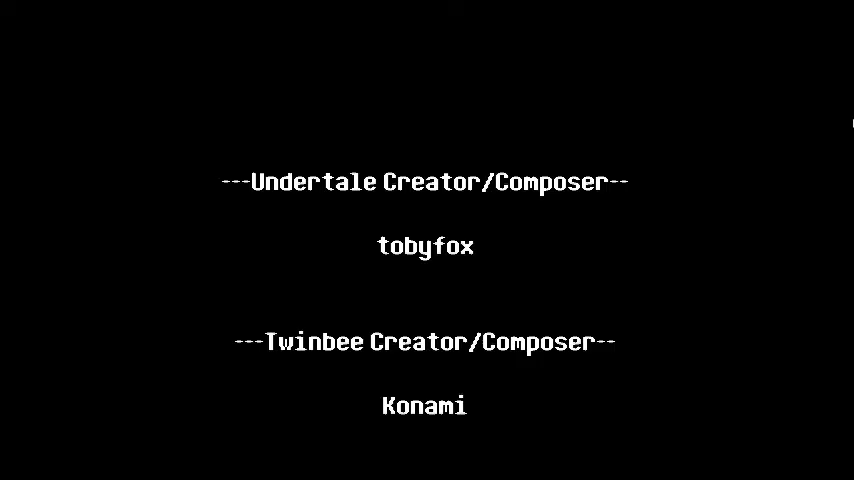 ---Undertale Creator/Composer--
tobyfox
---Twinbee Creator/Composer--
Konami